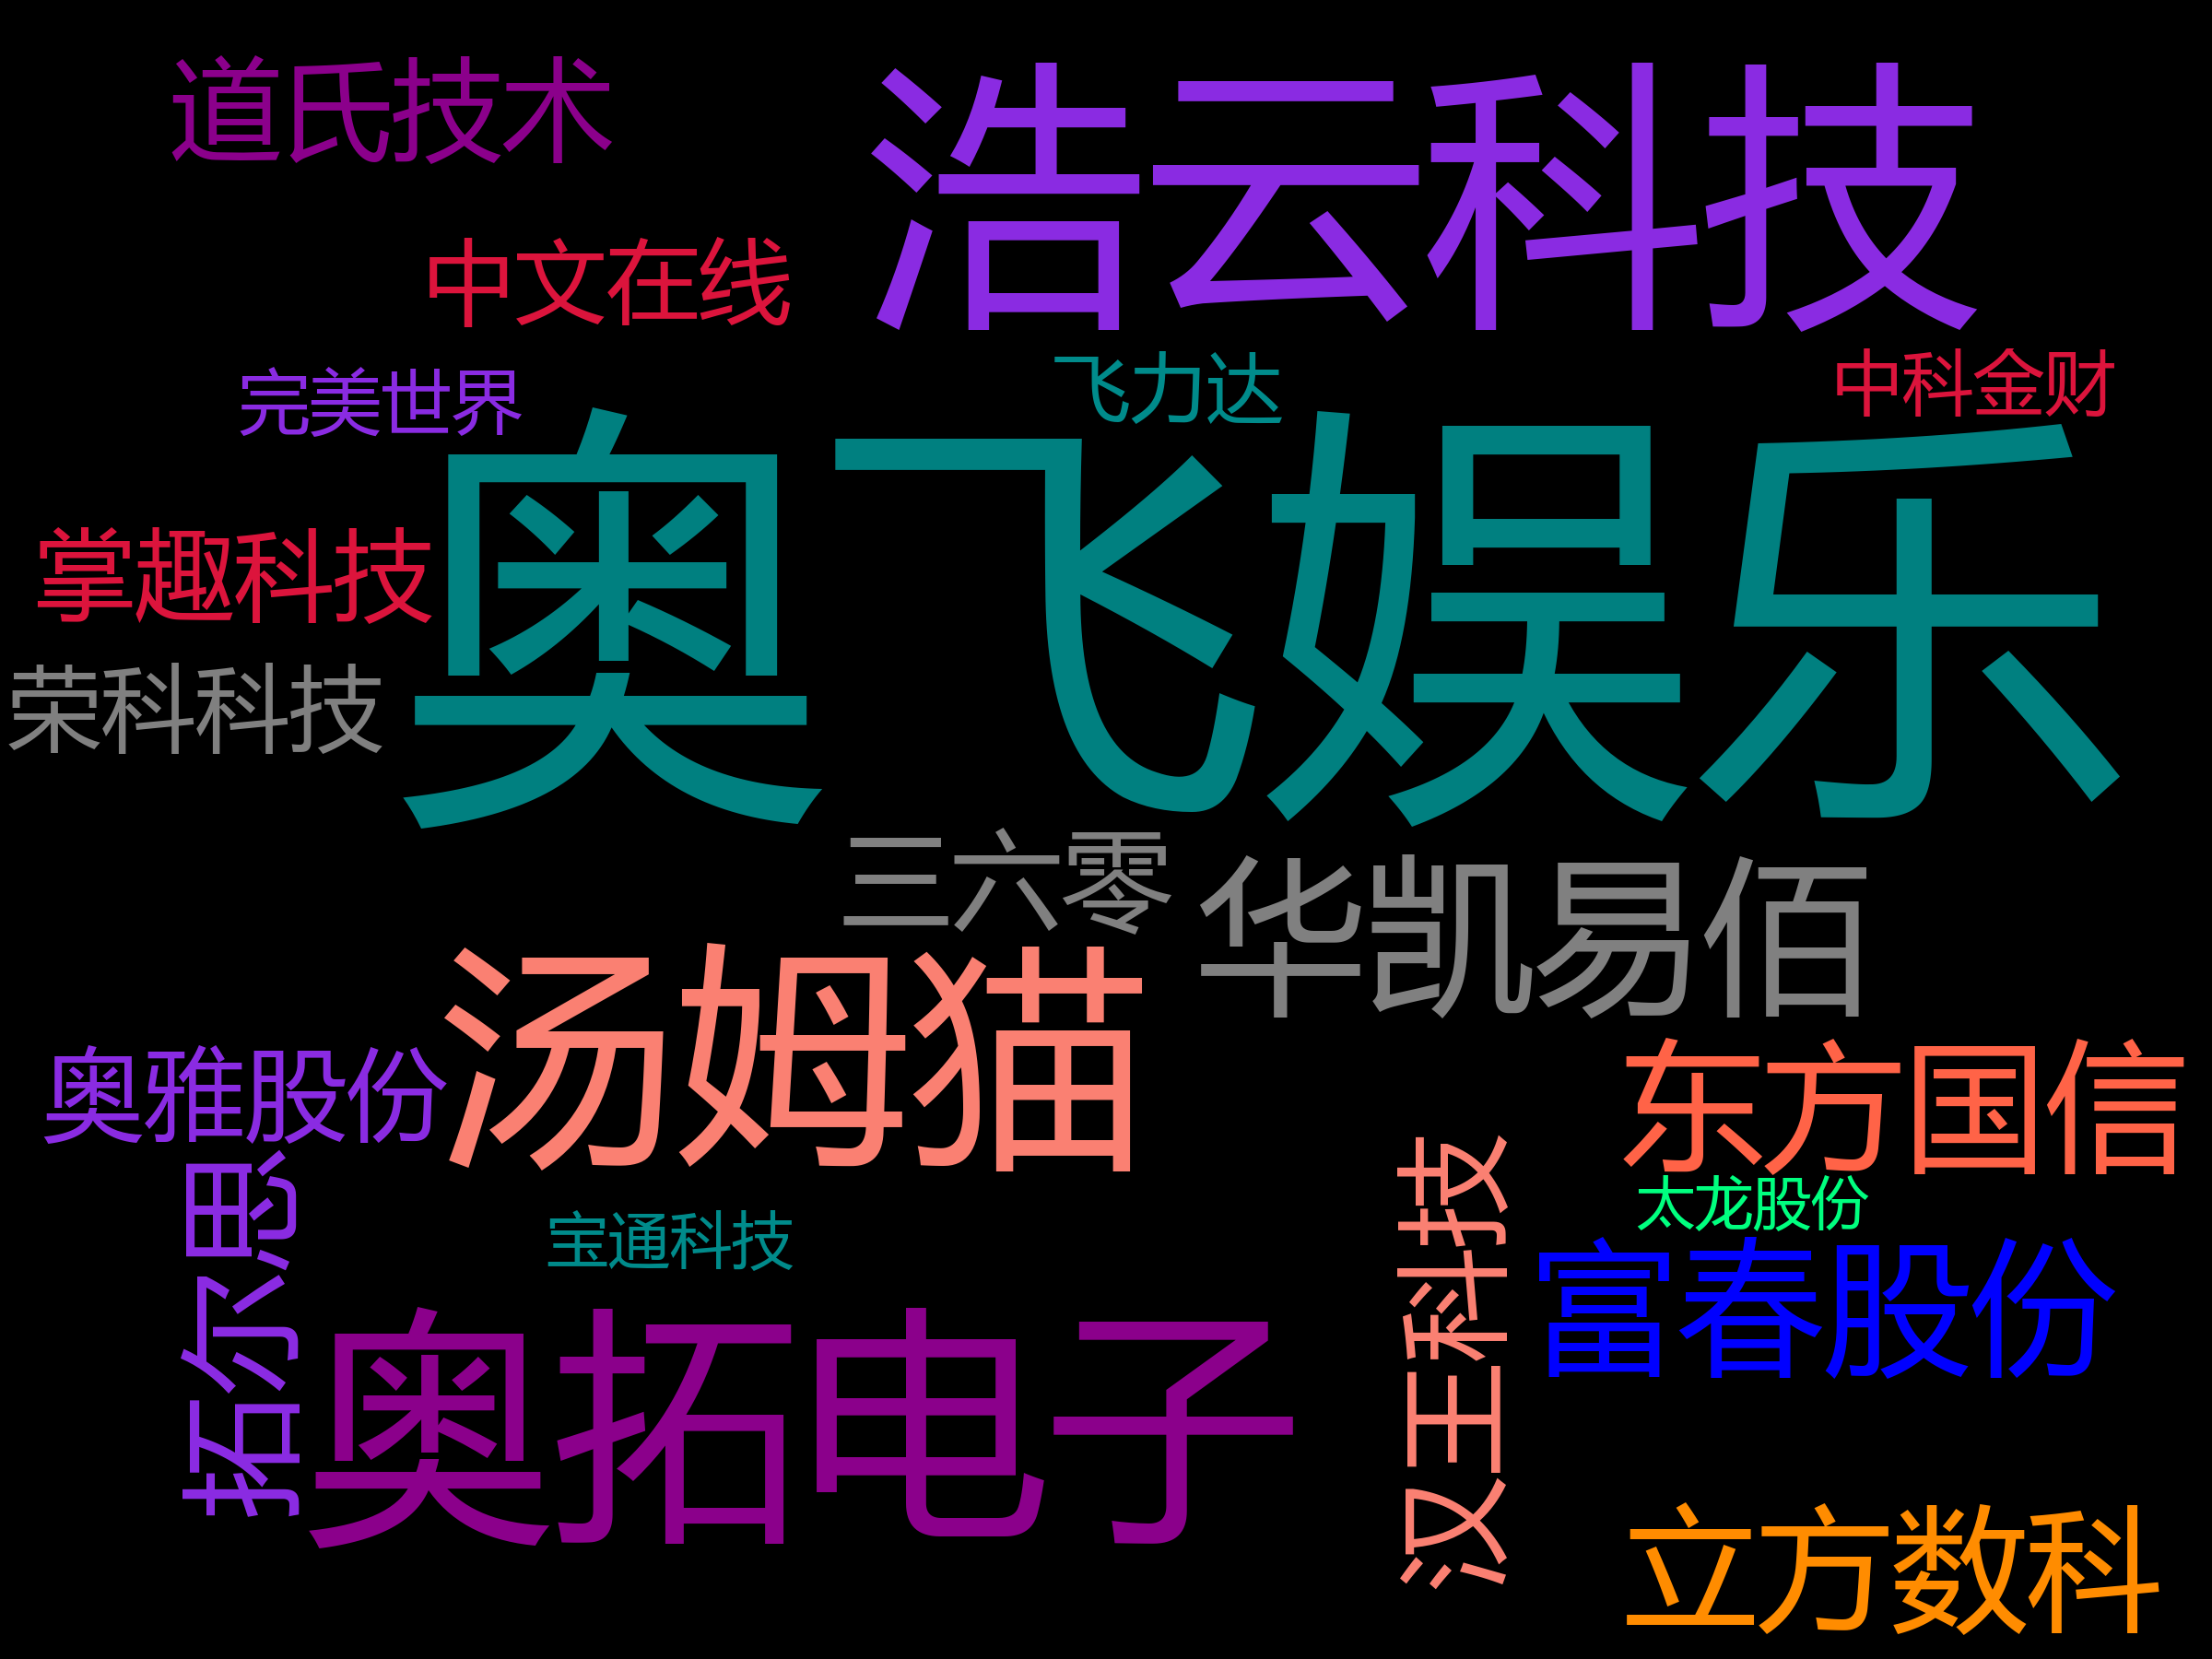 道氏技术
浩云科技
中文在线
飞力达
中科金财
完美世界
奥飞娱乐
掌趣科技
荣科科技
三六零
华凯易佰
汤姆猫
东方国信
奥雅股份
太龙股份
拓尔思
宝通科技
汉王科技
富春股份
奥拓电子
立方数科